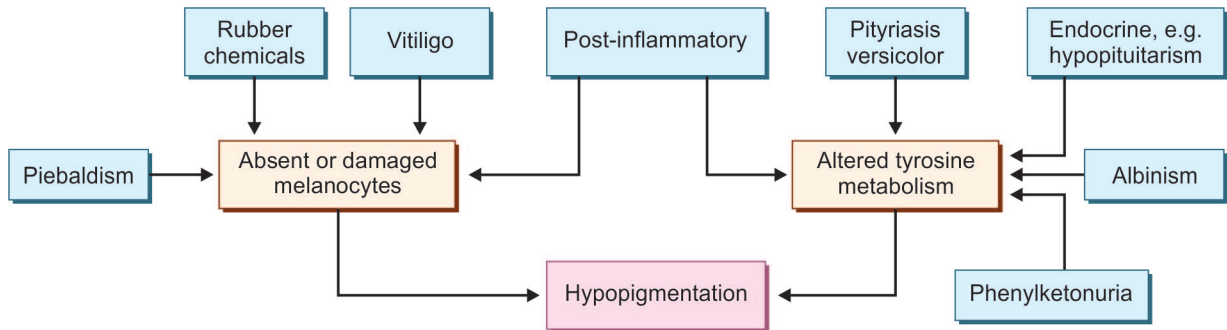 Rubber
chemicals
Vitiligo
Post-inflammatory
Pityriasis
versicolor
Endocrine, e.g.
hypopituitarism
Piebaldism
Absent or damaged
melanocytes
Altered tyrosine
metabolism
Albinism
Hypopigmentation
Phenylketonuria